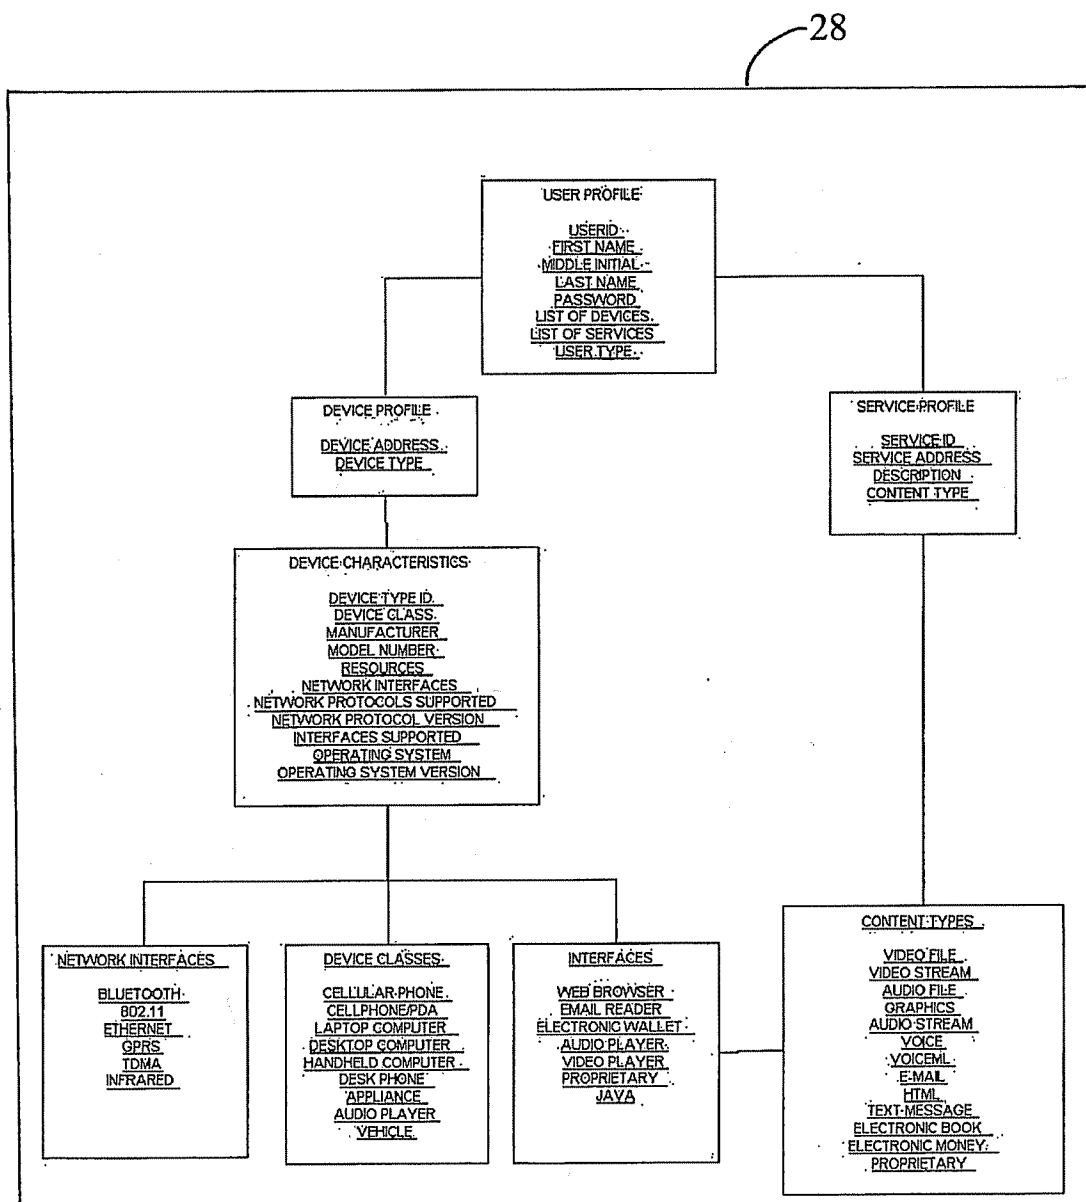 28
USER PROFILE
USERID
FIRST NAME
MIDDLE INITIAL
LAST NAME
PASSWORD
LIST OF DEVICES
LIST OF SERVICES
USER TYPE
DEVICE PROFILE
DEVICE ADDRESS
DEVICE TYPE
SERVICE PROFILE
SERVICE ID
SERVICE ADDRESS
DESCRIPTION
CONTENT TYPE
DEVICE CHARACTERISTICS
DEVICE TYPE ID
DEVICE CLASS
MANUFACTURER
MODEL NUMBER
RESOURCES
NETWORK INTERFACES
NETWORK PROTOCOLS SUPPORTED
NETWORK PROTOCOL VERSION
INTERFACES SUPPORTED
OPERATING SYSTEM
OPERATING SYSTEM VERSION
NETWORK INTERFACES
BLUETOOTH
802.11
ETHERNET
GPRS
TDMA
INFRARED
DEVICE CLASSES
CELLULAR PHONE
CELLPHONE/PDA
LAPTOP COMPUTER
DESKTOP COMPUTER
HANDHELD COMPUTER
DESK PHONE
APPLIANCE
AUDIO PLAYER
VEHICLE
INTERFACES
WEB BROWSER
EMAIL READER
ELECTRONIC WALLET
AUDIO PLAYER
VIDEO PLAYER
PROPRIETARY
JAVA
CONTENT TYPES
VIDEO FILE
VIDEO STREAM
AUDIO FILE
GRAPHICS
AUDIO STREAM
VOICE
VOICEML
E-MAIL
HTML
TEXT MESSAGE
ELECTRONIC BOOK
ELECTRONIC MONEY
PROPRIETARY